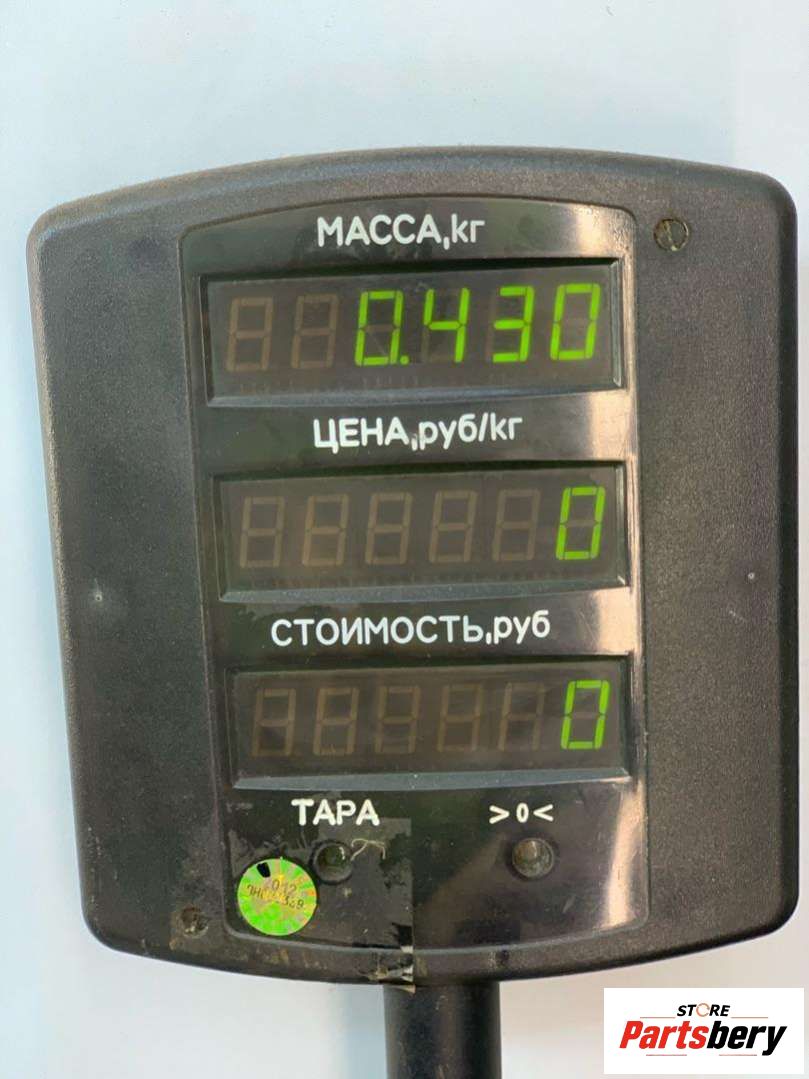 МАССА,кг
0.430
ЦЕНА,руб/кг
0
СТОИМОСТЬ,руб
0
ТАРА >0<
STORE
Partsbery